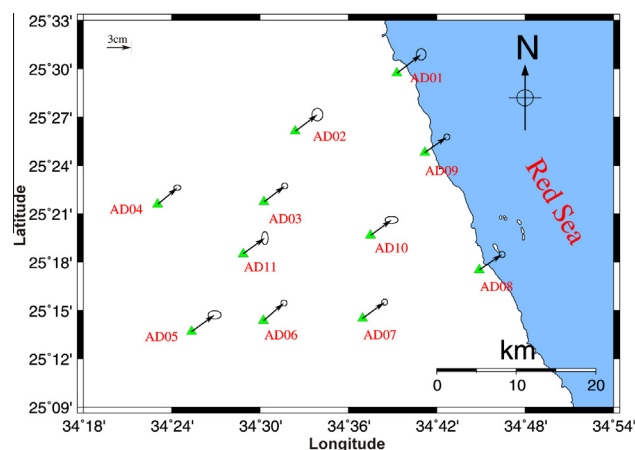 25°33'
3cm
N
25°30'
AD01
25°27'
AD02
AD09
25°24'
Red Sea
AD04
AD03
25°21'
AD10
AD11
25°18'
AD08
25°15'
AD05
AD06
AD07
25°12'
km
25°09'
0 10 20
34°18' 34°24' 34°30' 34°36' 34°42' 34°48' 34°54'
Longitude
Latitude